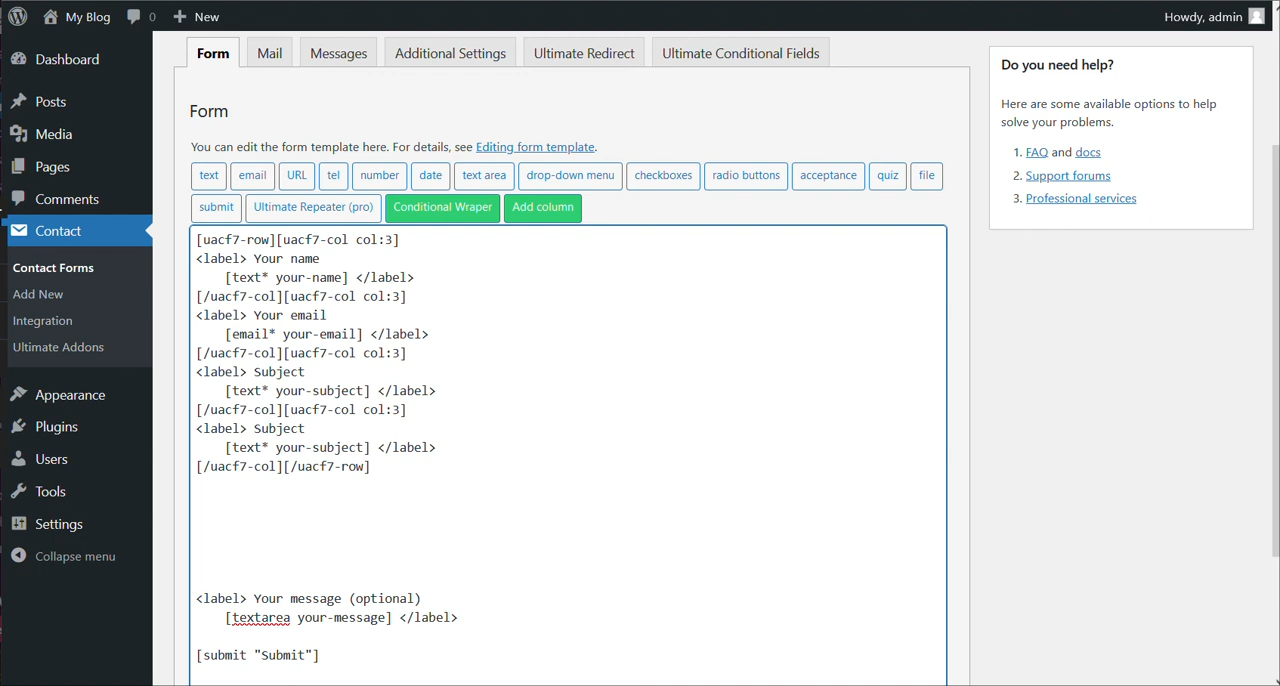 My Blog 0 New Howdy, admin
Dashboard
Posts
Media
Pages
Comments
Contact
Contact Forms
Add New
Integration
Ultimate Addons
Appearance
Plugins
Users
Tools
Settings
Collapse menu
Form Mail Messages Additional Settings Ultimate Redirect Ultimate Conditional Fields
Form
You can edit the form template here. For details, see Editing form template.
text email URL tel number date text area drop-down menu checkboxes radio buttons acceptance quiz file
submit Ultimate Repeater (pro) Conditional Wraper Add column
[uacf7-row][uacf7-col col:3]
<label> Your name
[text* your-name] </label>
[/uacf7-col][uacf7-col col:3]
<label> Your email
[email* your-email] </label>
[/uacf7-col][uacf7-col col:3]
<label> Subject
[text* your-subject] </label>
[/uacf7-col][uacf7-col col:3]
<label> Subject
[text* your-subject] </label>
[/uacf7-col][/uacf7-row]
<label> Your message (optional)
[textarea your-message] </label>
[submit "Submit"]
Do you need help?
Here are some available options to help
solve your problems.
1. FAQ and docs
2. Support forums
3. Professional services